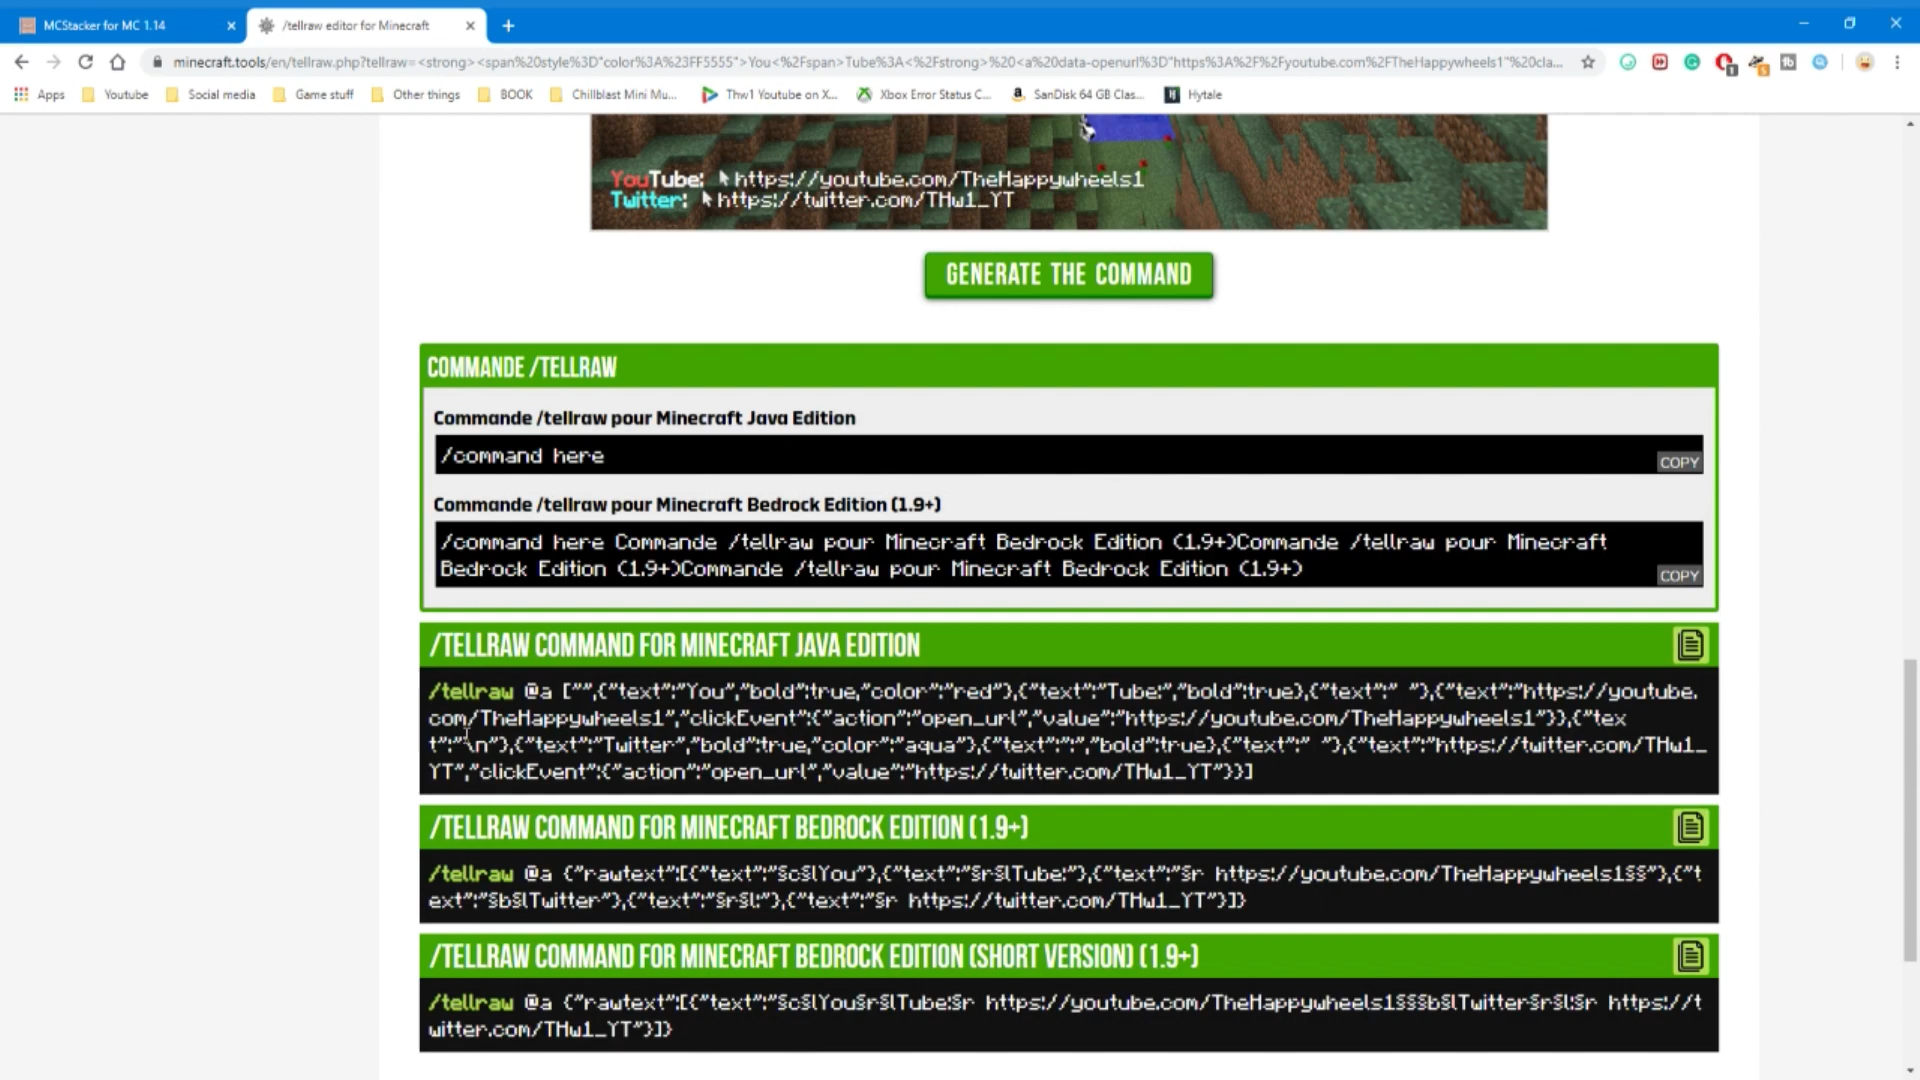 MCStacker for MC 1.14
/tellraw editor for Minecraft
minecraft.tools/en/tellraw.php?tellraw=<strong><span%20style%3D"color%3A%23FF5555">You<%2Fspan>Tube%3A<%2Fstrong>%20<a%20data-openurl%3D"https%3A%2F%2Fyoutube.com%2FTheHappywheels1"%20cla...
Apps Youtube Social media Game stuff Other things BOOK Chillblast Mini Mu... Thw1 Youtube on X... Xbox Error Status C... SanDisk 64 GB Clas... Hytale
YouTube: https://youtube.com/TheHappywheels1
Twitter: https://twitter.com/THw1_YT
GENERATE THE COMMAND
COMMANDE /TELLRAW
Commande /tellraw pour Minecraft Java Edition
/command here
COPY
Commande /tellraw pour Minecraft Bedrock Edition (1.9+)
/command here Commande /tellraw pour Minecraft Bedrock Edition (1.9+)Commande /tellraw pour Minecraft
Bedrock Edition (1.9+)Commande /tellraw pour Minecraft Bedrock Edition (1.9+)
COPY
/TELLRAW COMMAND FOR MINECRAFT JAVA EDITION
/tellraw @a ["",{"text":"You","bold":true,"color":"red"},{"text":"Tube:","bold":true},{"text":" "},{"text":"https://youtube.
com/TheHappywheels1","clickEvent":{"action":"open_url","value":"https://youtube.com/TheHappywheels1"}},{"tex
t":"\n"},{"text":"Twitter","bold":true,"color":"aqua"},{"text":":","bold":true},{"text":" "},{"text":"https://twitter.com/THw1_
YT","clickEvent":{"action":"open_url","value":"https://twitter.com/THw1_YT"}}]
/TELLRAW COMMAND FOR MINECRAFT BEDROCK EDITION (1.9+)
/tellraw @a {"rawtext":[{"text":"§c§lYou"},{"text":"§r§lTube:"},{"text":"§r https://youtube.com/TheHappywheels1§§"},{"t
ext":"§b§lTwitter"},{"text":"§r§l:"},{"text":"§r https://twitter.com/THw1_YT"}]}
/TELLRAW COMMAND FOR MINECRAFT BEDROCK EDITION (SHORT VERSION) (1.9+)
/tellraw @a {"rawtext":[{"text":"§c§lYou§r§lTube:§r https://youtube.com/TheHappywheels1§§§b§lTwitter§r§l:§r https://t
witter.com/THw1_YT"}]}